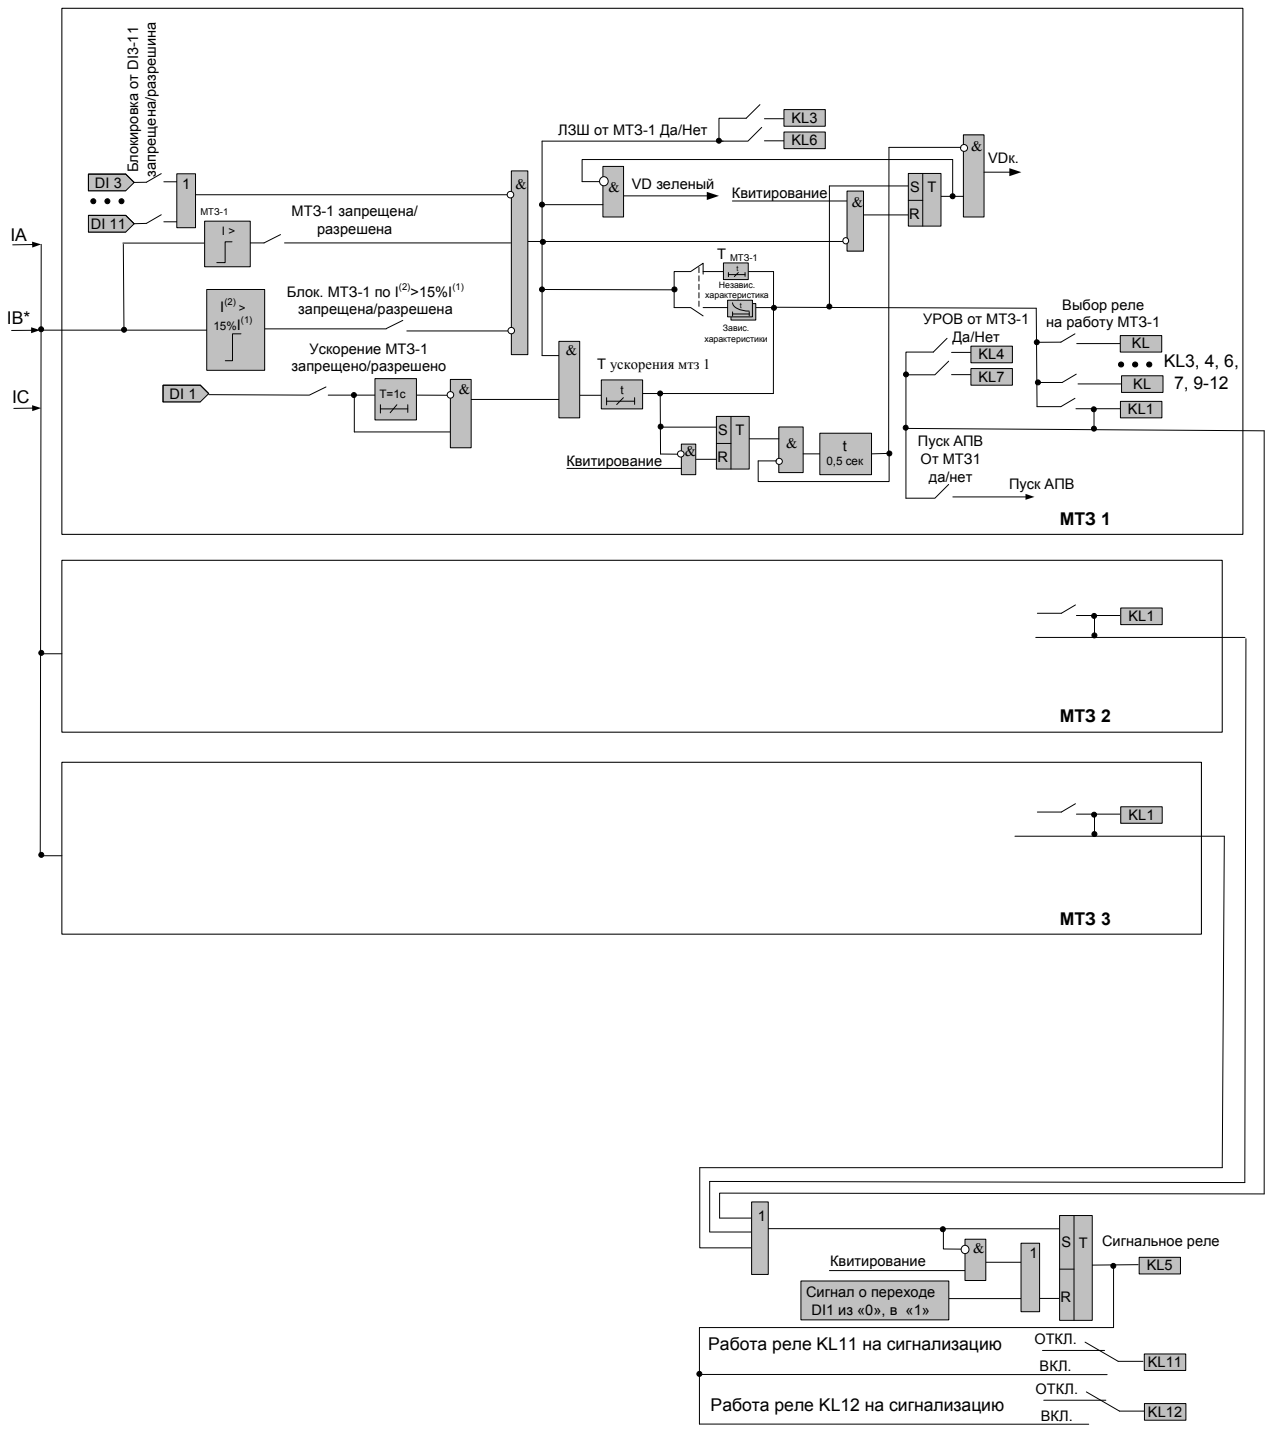 Блокировка от DI3-11
запрещена/разрешина
DI 3
DI 11
1
МТЗ-1
I >
МТЗ-1 запрещена/
разрешена
IA
IB*
IC
I(2) >
15%I(1)
Блок. МТЗ-1 по I(2)>15%I(1)
запрещена/разрешена
Ускорение МТЗ-1
запрещено/разрешено
DI 1
T=1с
&
&
&
T ускорения мтз 1
t
ЛЗШ от МТЗ-1 Да/Нет
KL3
KL6
&
VD зеленый
Квитирование
&
S T
R
&
VDк.
T МТЗ-1
t
Независ.
характеристика
t
Завис.
характеристики
Квитирование
&
S T
R
&
t
0,5 сек
УРОВ от МТЗ-1
Да/Нет
KL4
KL7
Выбор реле
на работу МТЗ-1
KL
KL3, 4, 6,
KL
7, 9-12
KL1
Пуск АПВ
От МТЗ1
да/нет
Пуск АПВ
МТЗ 1
KL1
МТЗ 2
KL1
МТЗ 3
1
Квитирование
&
1
S T
R
Сигнальное реле
KL5
Сигнал о переходе
DI1 из «0», в «1»
Работа реле KL11 на сигнализацию
ОТКЛ.
ВКЛ.
KL11
Работа реле KL12 на сигнализацию
ОТКЛ.
ВКЛ.
KL12